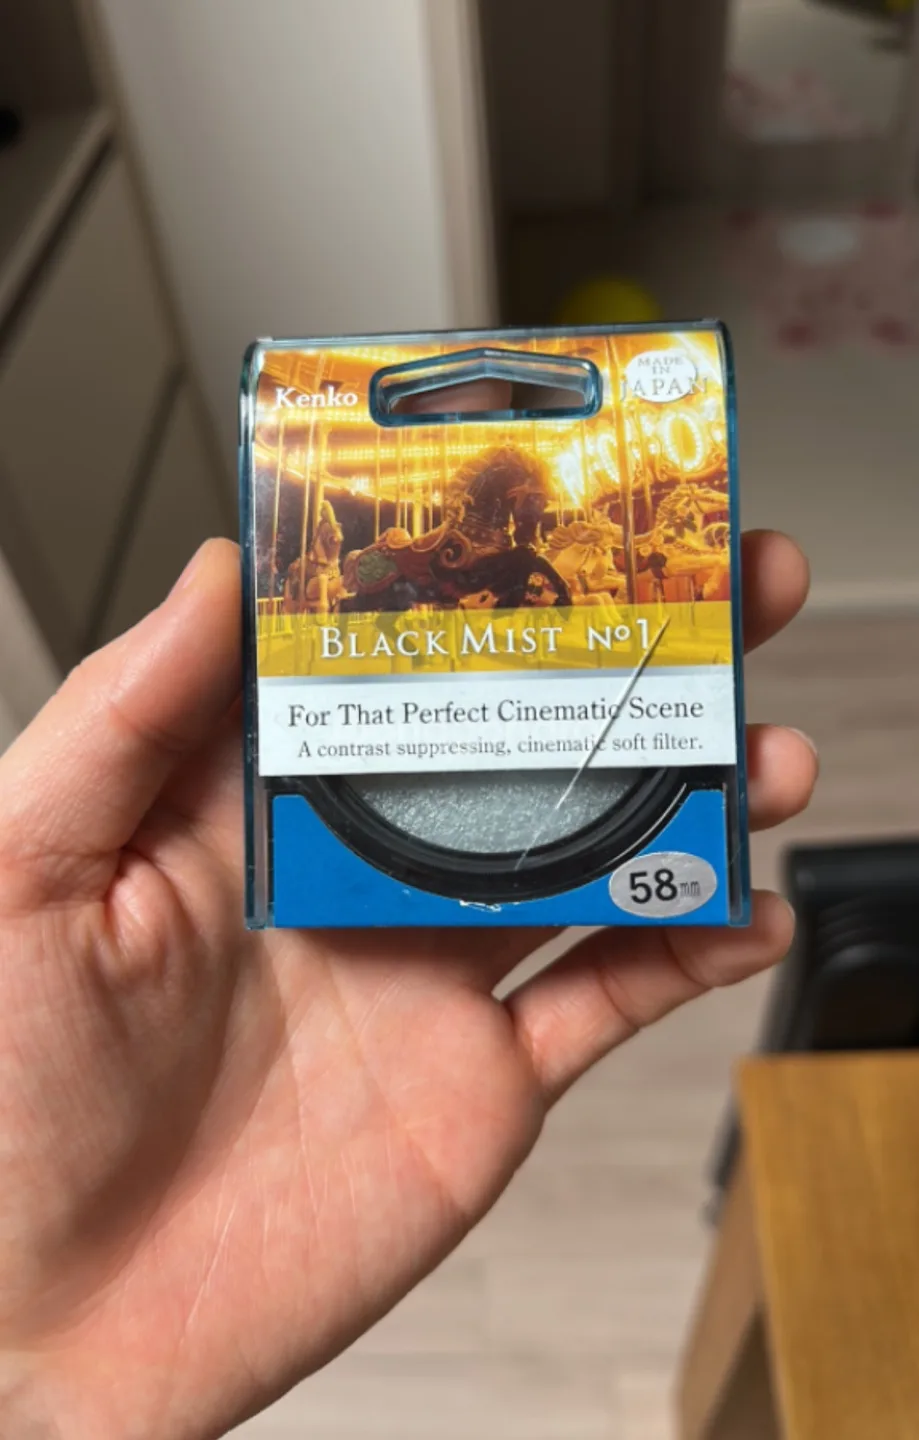 Kenko
MADE
IN
JAPAN
BLACK MIST Nº1
For That Perfect Cinematic Scene
A contrast suppressing, cinematic soft filter.
58mm